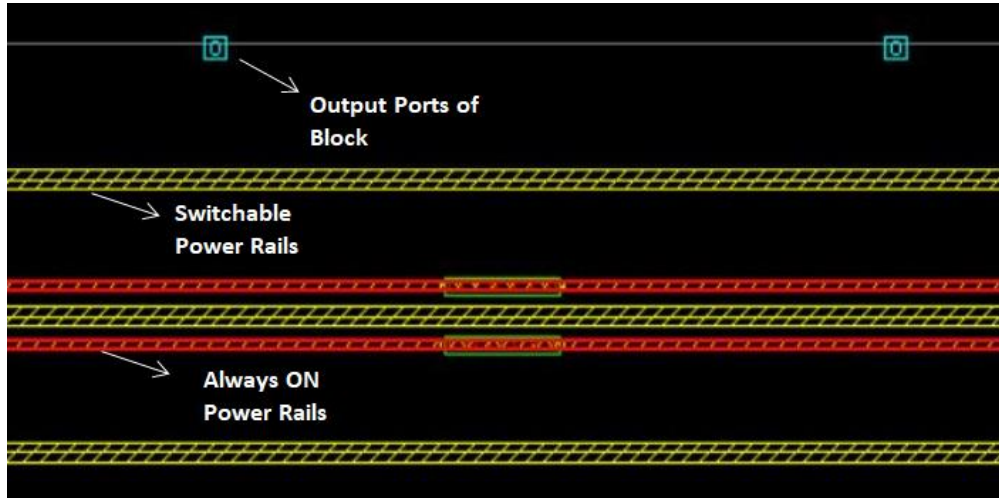 Output Ports of
Block
Switchable
Power Rails
Always ON
Power Rails